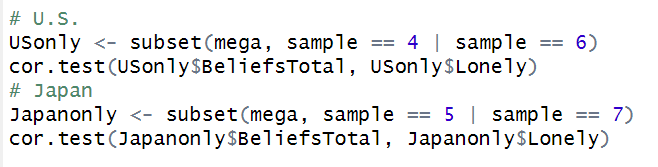 # U.S.
USonly <- subset(mega, sample == 4 | sample == 6)
cor.test(USonly$BeliefsTotal, USonly$Lonely)
# Japan
Japanonly <- subset(mega, sample == 5 | sample == 7)
cor.test(Japanonly$BeliefsTotal, Japanonly$Lonely)